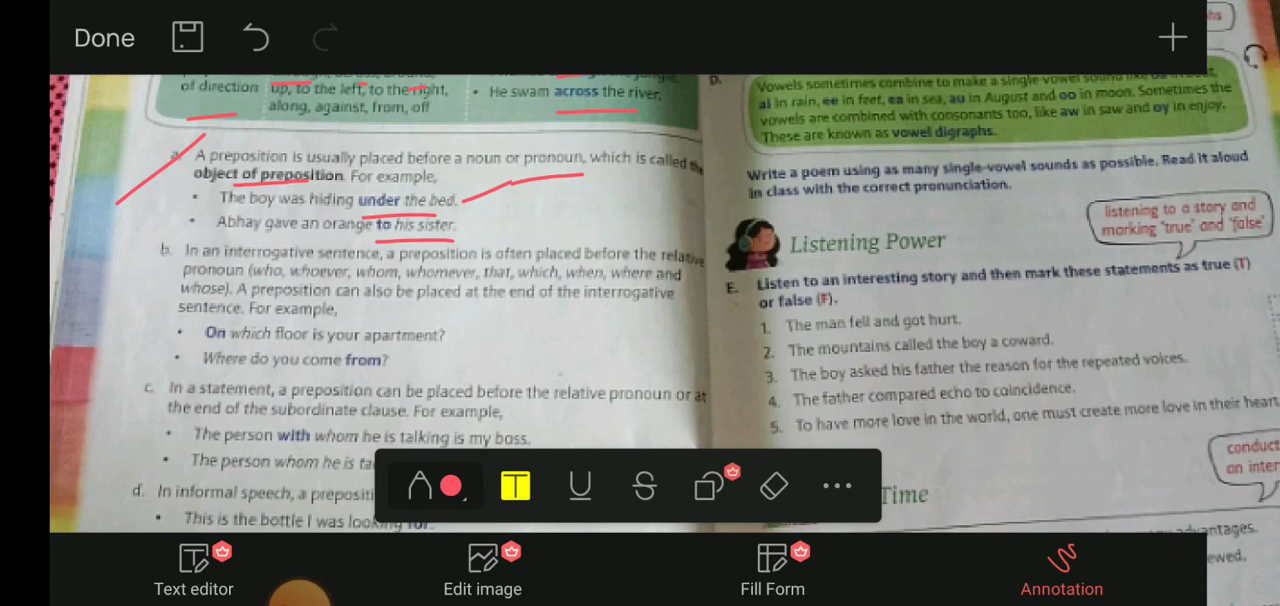 Done
of direction up, to the left, to the right,
along, against, from, off
• He swam across the river.
a. A preposition is usually placed before a noun or pronoun, which is called the
object of preposition. For example,
• The boy was hiding under the bed.
• Abhay gave an orange to his sister.
b. In an interrogative sentence, a preposition is often placed before the relative
pronoun (who, whoever, whom, whomever, that, which, when, where and
whose). A preposition can also be placed at the end of the interrogative
sentence. For example,
• On which floor is your apartment?
• Where do you come from?
c. In a statement, a preposition can be placed before the relative pronoun or at
the end of the subordinate clause. For example,
• The person with whom he is talking is my boss.
• The person whom he is ta
d. In informal speech, a prepositi
• This is the bottle I was looking for.
D. Vowels sometimes combine to make a single vowel sound like
ai in rain, ee in feet, ea in sea, au in August and oo in moon. Sometimes the
vowels are combined with consonants too, like aw in saw and oy in enjoy.
These are known as vowel digraphs.
Write a poem using as many single-vowel sounds as possible. Read it aloud
in class with the correct pronunciation.
listening to a story and
marking 'true' and 'false'
Listening Power
E. Listen to an interesting story and then mark these statements as true (T)
or false (F).
1. The man fell and got hurt.
2. The mountains called the boy a coward.
3. The boy asked his father the reason for the repeated voices.
4. The father compared echo to coincidence.
5. To have more love in the world, one must create more love in their heart
conduct
an inter
Time
advantages.
ewed.
T
U
S
Text editor
Edit image
Fill Form
Annotation